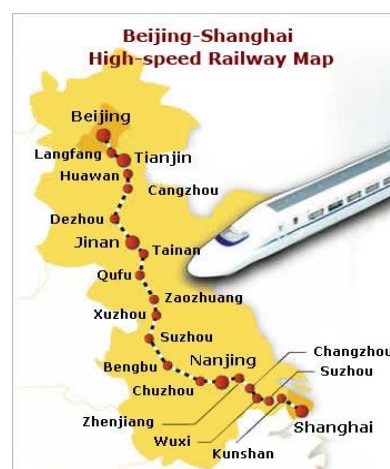 Beijing-Shanghai
High-speed Railway Map
Beijing
Langfang
Tianjin
Huawan
Cangzhou
Dezhou
Jinan
Tainan
Qufu
Zaozhuang
Xuzhou
Suzhou
Bengbu
Nanjing
Changzhou
Suzhou
Chuzhou
Zhenjiang
Shanghai
Wuxi
Kunshan